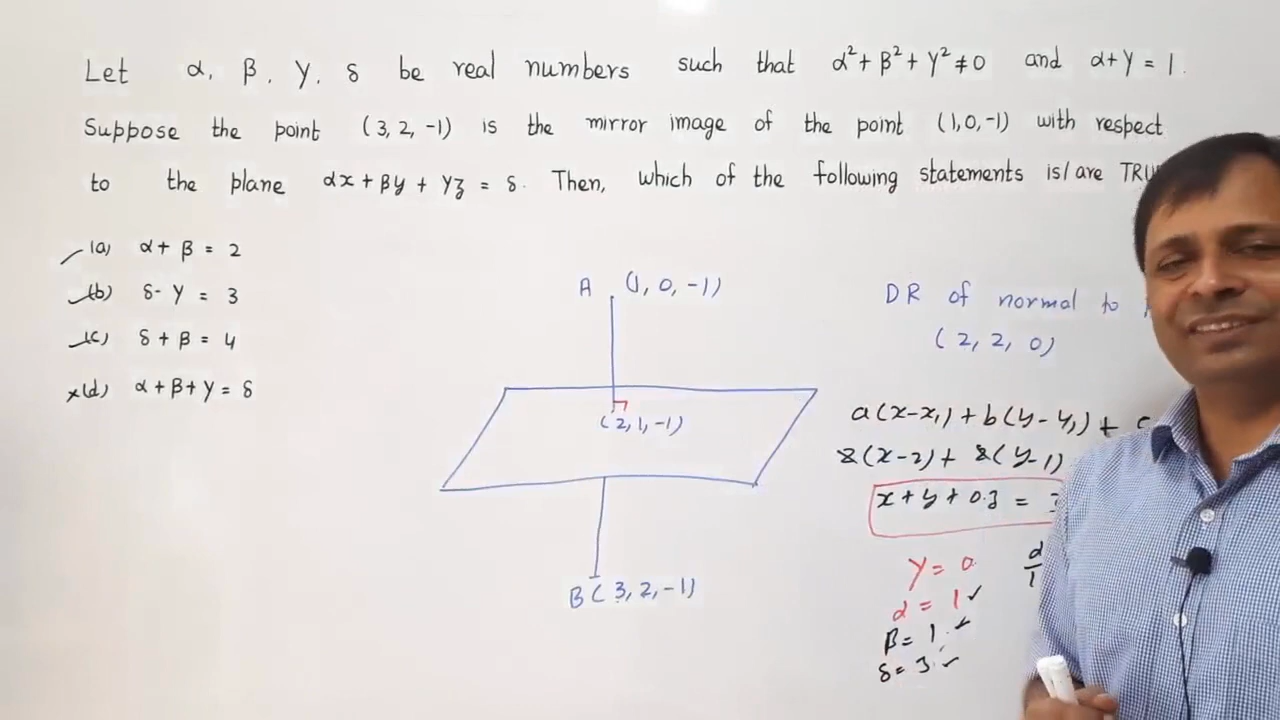 Let α, β, γ, δ be real numbers such that α² + β² + γ² ≠ 0 and α + γ = 1.
Suppose the point (3, 2, -1) is the mirror image of the point (1, 0, -1) with respect
to the plane αx + βy + γz = δ. Then, which of the following statements is/are
(a) α + β = 2
(b) δ - γ = 3
(c) δ + β = 4
×(d) α + β + γ = δ
A (1, 0, -1)
(2, 1, -1)
B (3, 2, -1)
DR of normal to
(2, 2, 0)
a(x-x₁) + b(y-y₁) +
2(x-2) + 2(y-1)
x + y + 0.z =
γ = 0
α = 1 ✓
β = 1 ✓
δ = 3 ✓
α/1